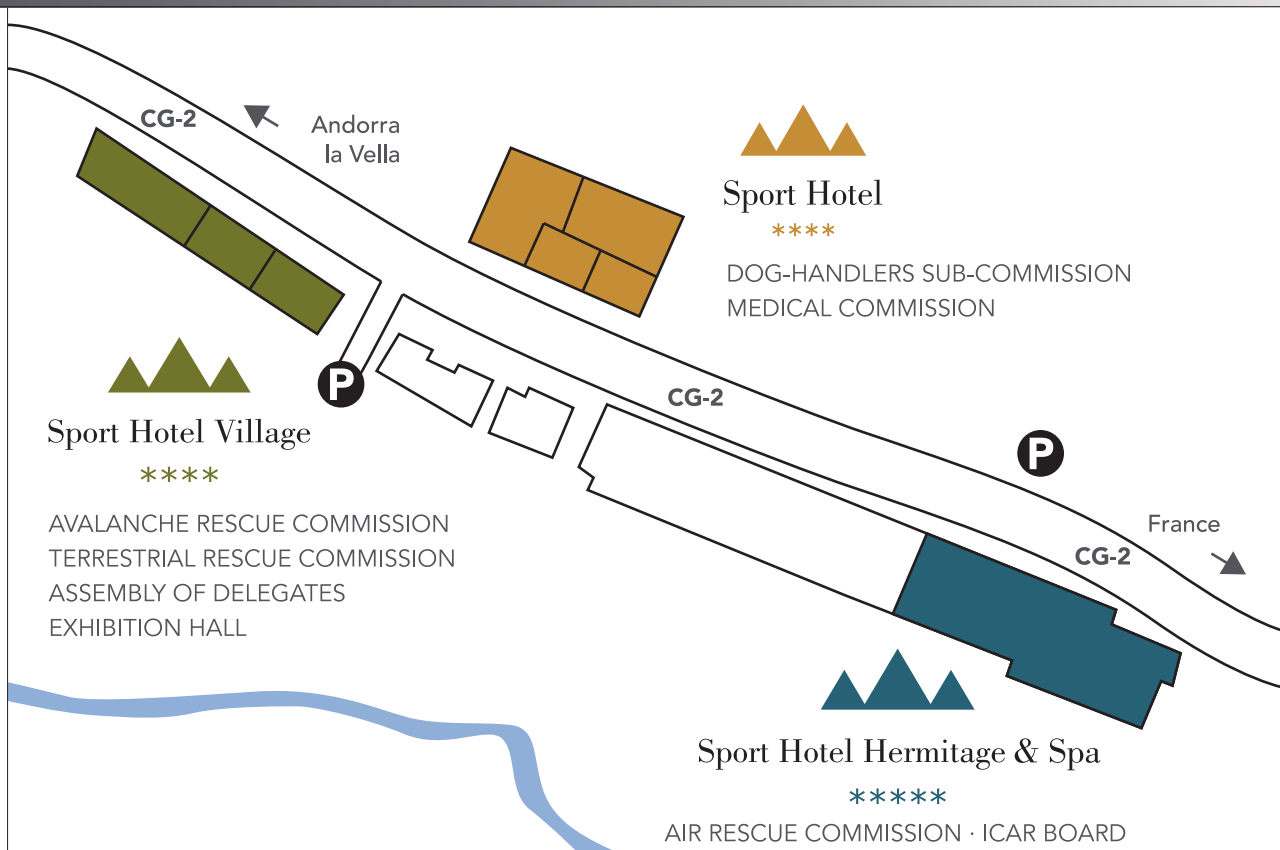 CG-2
Andorra
la Vella
Sport Hotel
****
DOG-HANDLERS SUB-COMMISSION
MEDICAL COMMISSION
P
CG-2
Sport Hotel Village
****
P
AVALANCHE RESCUE COMMISSION
TERRESTRIAL RESCUE COMMISSION
ASSEMBLY OF DELEGATES
EXHIBITION HALL
France
CG-2
Sport Hotel Hermitage & Spa
*****
AIR RESCUE COMMISSION · ICAR BOARD